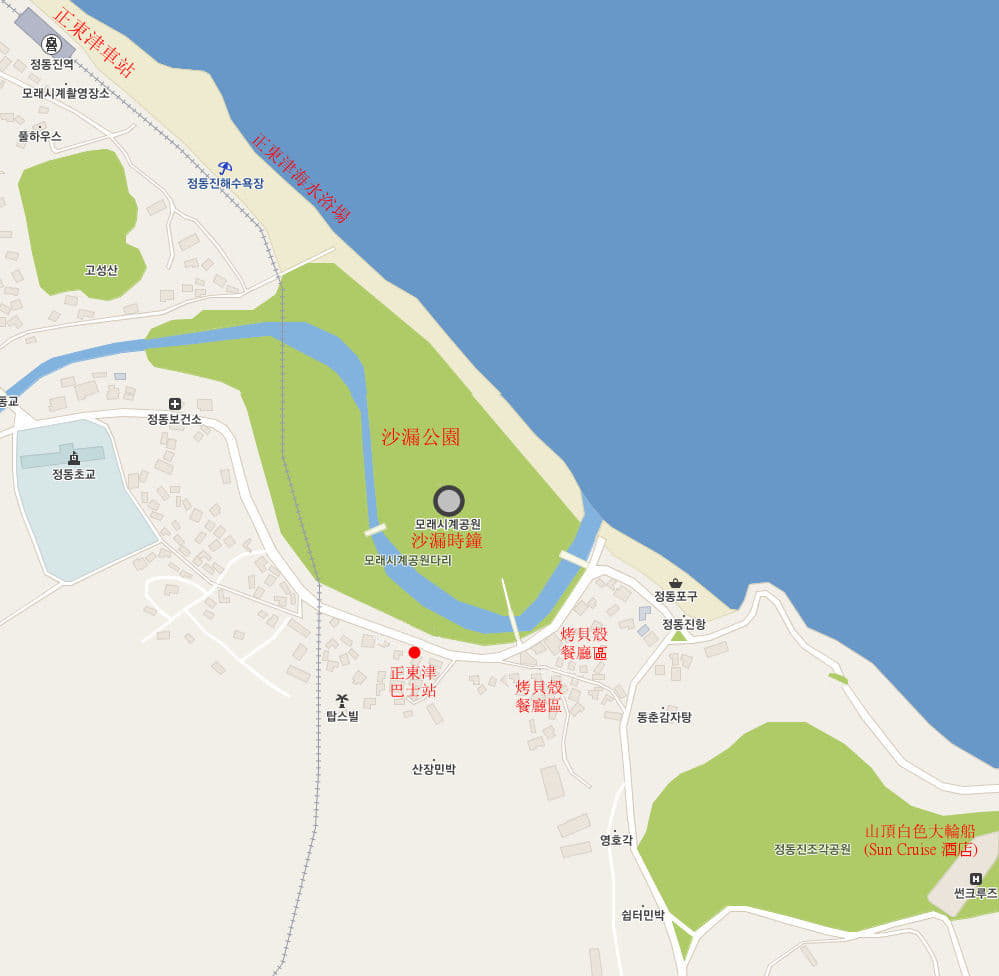 正東津車站
정동진역
모래시계촬영장소
풀하우스
正東津海水浴場
정동진해수욕장
고성산
동교
정동보건소
沙漏公園
정동초교
모래시계공원
沙漏時鐘
모래시계공원다리
정동포구
정동진항
烤貝殼
餐廳區
正東津
巴士站
烤貝殼
餐廳區
탑스빌
동춘감자탕
산장민박
山頂白色大輪船
(Sun Cruise 酒店)
영호각
정동진조각공원
썬크루즈
쉼터민박